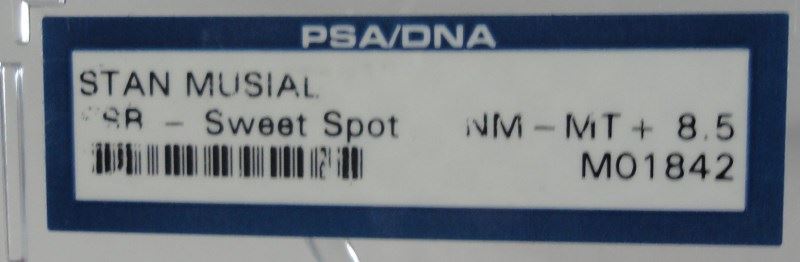 PSA/DNA
STAN MUSIAL
- Sweet Spot NM-MT+ 8.5
M01842